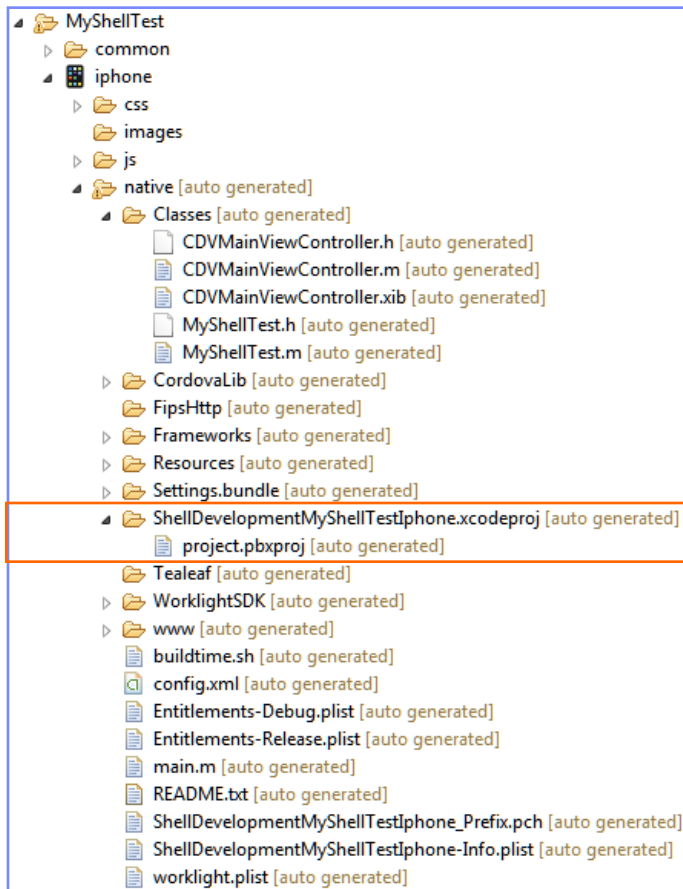 MyShellTest
common
iphone
css
images
js
native [auto generated]
Classes [auto generated]
CDVMainViewController.h [auto generated]
CDVMainViewController.m [auto generated]
CDVMainViewController.xib [auto generated]
MyShellTest.h [auto generated]
MyShellTest.m [auto generated]
CordovaLib [auto generated]
FipsHttp [auto generated]
Frameworks [auto generated]
Resources [auto generated]
Settings.bundle [auto generated]
ShellDevelopmentMyShellTestIphone.xcodeproj [auto generated]
project.pbxproj [auto generated]
Tealeaf [auto generated]
WorklightSDK [auto generated]
www [auto generated]
buildtime.sh [auto generated]
config.xml [auto generated]
Entitlements-Debug.plist [auto generated]
Entitlements-Release.plist [auto generated]
main.m [auto generated]
README.txt [auto generated]
ShellDevelopmentMyShellTestIphone_Prefix.pch [auto generated]
ShellDevelopmentMyShellTestIphone-Info.plist [auto generated]
worklight.plist [auto generated]